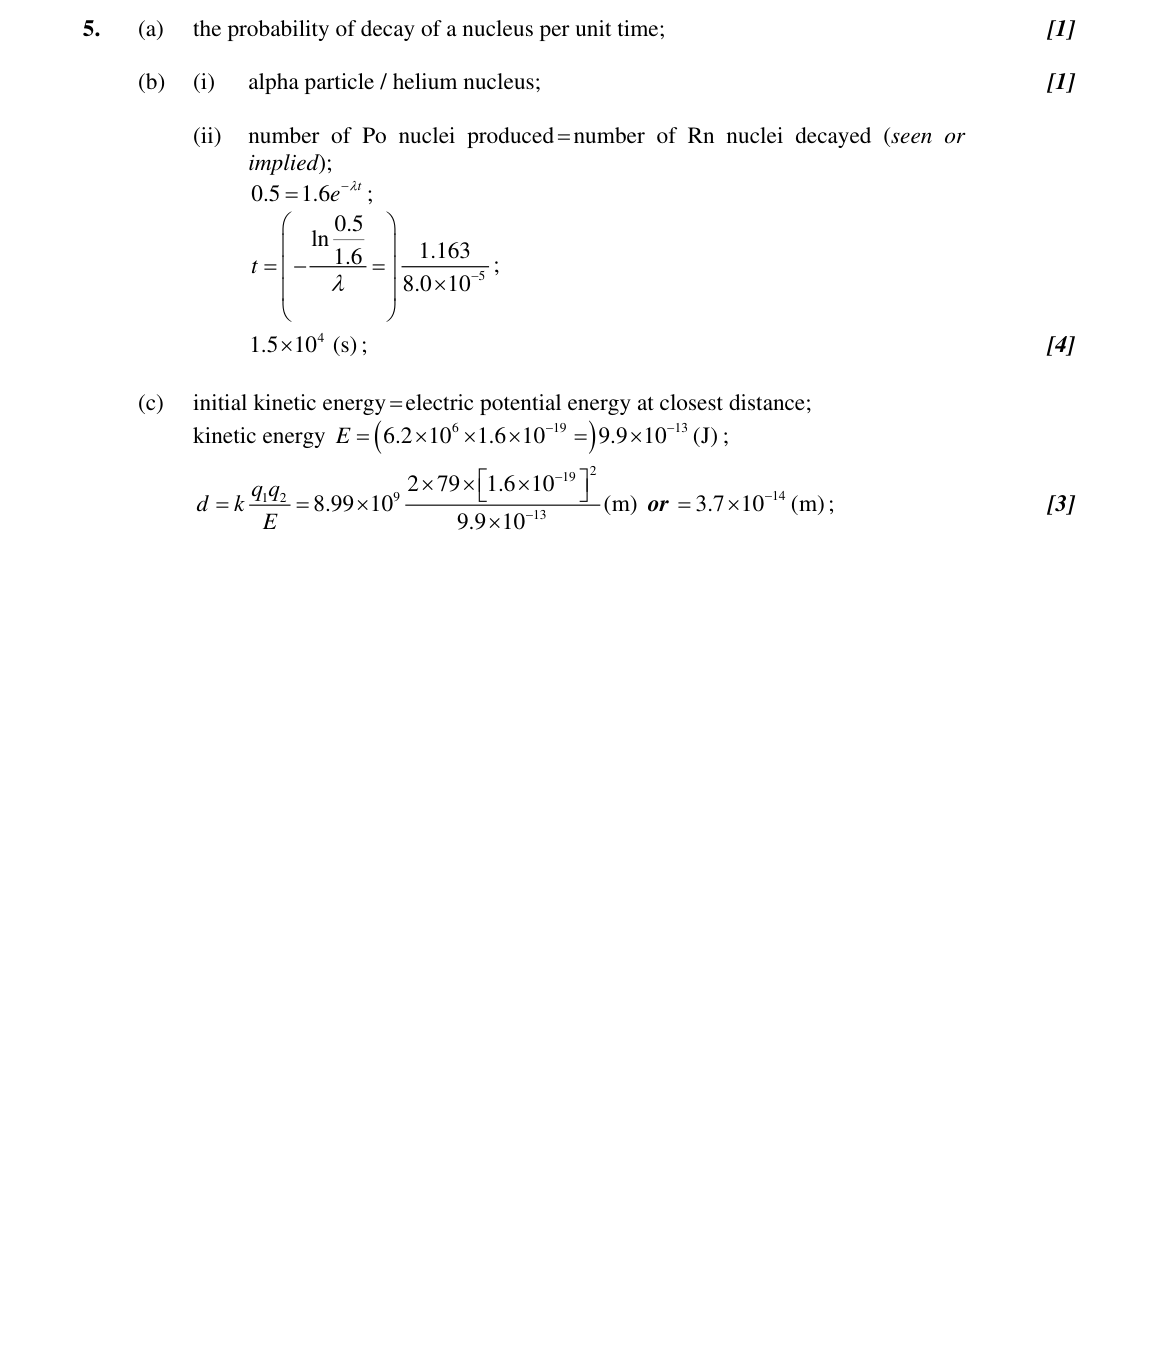 5. (a) the probability of decay of a nucleus per unit time; [1]
(b) (i) alpha particle / helium nucleus; [1]
(ii) number of Po nuclei produced = number of Rn nuclei decayed (seen or
implied);
0.5 = 1.6e^{−λt} ;
t = ( − (ln (0.5/1.6))/λ = ) 1.163/(8.0×10^{−5}) ;
1.5×10^4 (s) ; [4]
(c) initial kinetic energy = electric potential energy at closest distance;
kinetic energy E = (6.2×10^6 ×1.6×10^{−19} =) 9.9×10^{−13} (J) ;
d = k q₁q₂/E = 8.99×10^9 (2×79×[1.6×10^{−19}]^2)/(9.9×10^{−13}) (m) or = 3.7×10^{−14} (m) ; [3]